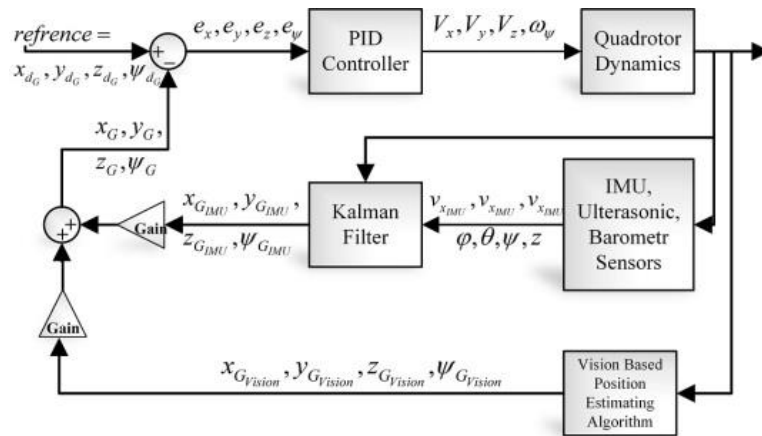 refrence =
x_{d_G}, y_{d_G}, z_{d_G}, ψ_{d_G}
+
−
e_x, e_y, e_z, e_ψ
PID
Controller
V_x, V_y, V_z, ω_ψ
Quadrotor
Dynamics
x_G, y_G,
z_G, ψ_G
+
+
Gain
x_{G_{IMU}}, y_{G_{IMU}},
z_{G_{IMU}}, ψ_{G_{IMU}}
Kalman
Filter
v_{x_{IMU}}, v_{x_{IMU}}, v_{x_{IMU}}
φ, θ, ψ, z
IMU,
Ulterasonic,
Barometr
Sensors
Gain
x_{G_{Vision}}, y_{G_{Vision}}, z_{G_{Vision}}, ψ_{G_{Vision}}
Vision Based
Position
Estimating
Algorithm